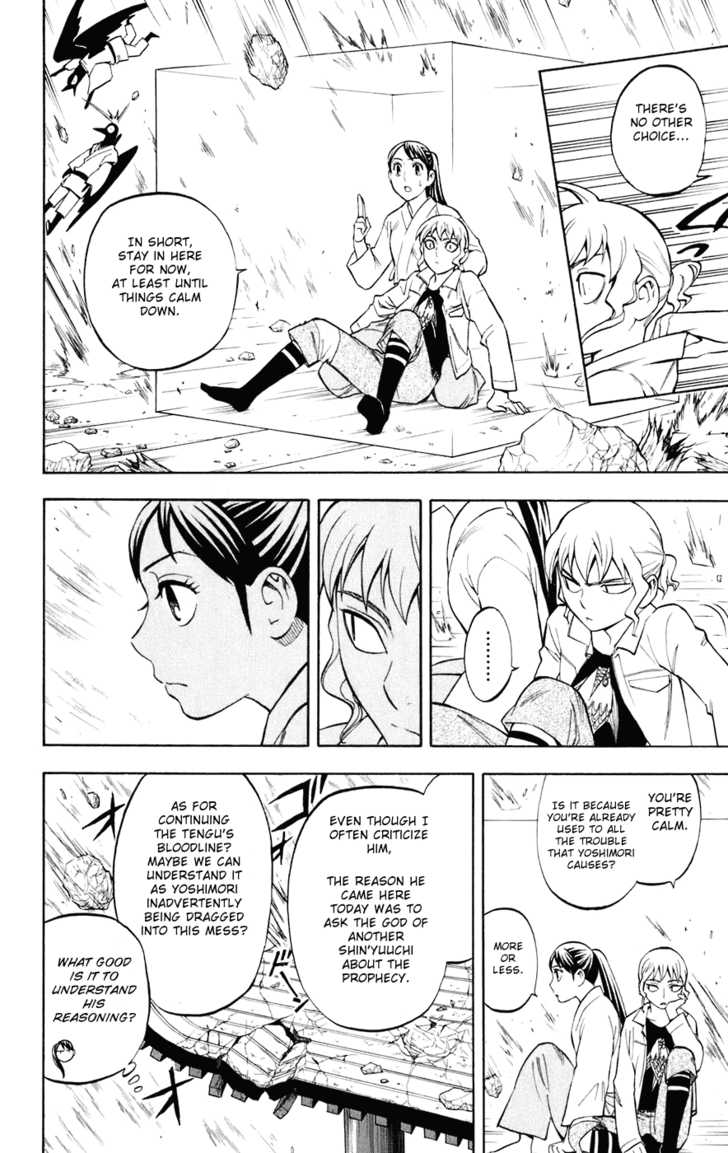 THERE'S
NO OTHER
CHOICE...
IN SHORT,
STAY IN HERE
FOR NOW,
AT LEAST UNTIL
THINGS CALM
DOWN.
........
YOU'RE
PRETTY
CALM.
IS IT BECAUSE
YOU'RE ALREADY
USED TO ALL
THE TROUBLE
THAT YOSHIMORI
CAUSES?
MORE
OR
LESS.
EVEN THOUGH I
OFTEN CRITICIZE
HIM,
THE REASON HE
CAME HERE
TODAY WAS TO
ASK THE GOD OF
ANOTHER
SHIN'YUUCHI
ABOUT THE
PROPHECY.
AS FOR
CONTINUING
THE TENGU'S
BLOODLINE?
MAYBE WE CAN
UNDERSTAND IT
AS YOSHIMORI
INADVERTENTLY
BEING DRAGGED
INTO THIS MESS?
WHAT GOOD
IS IT TO
UNDERSTAND
HIS
REASONING?